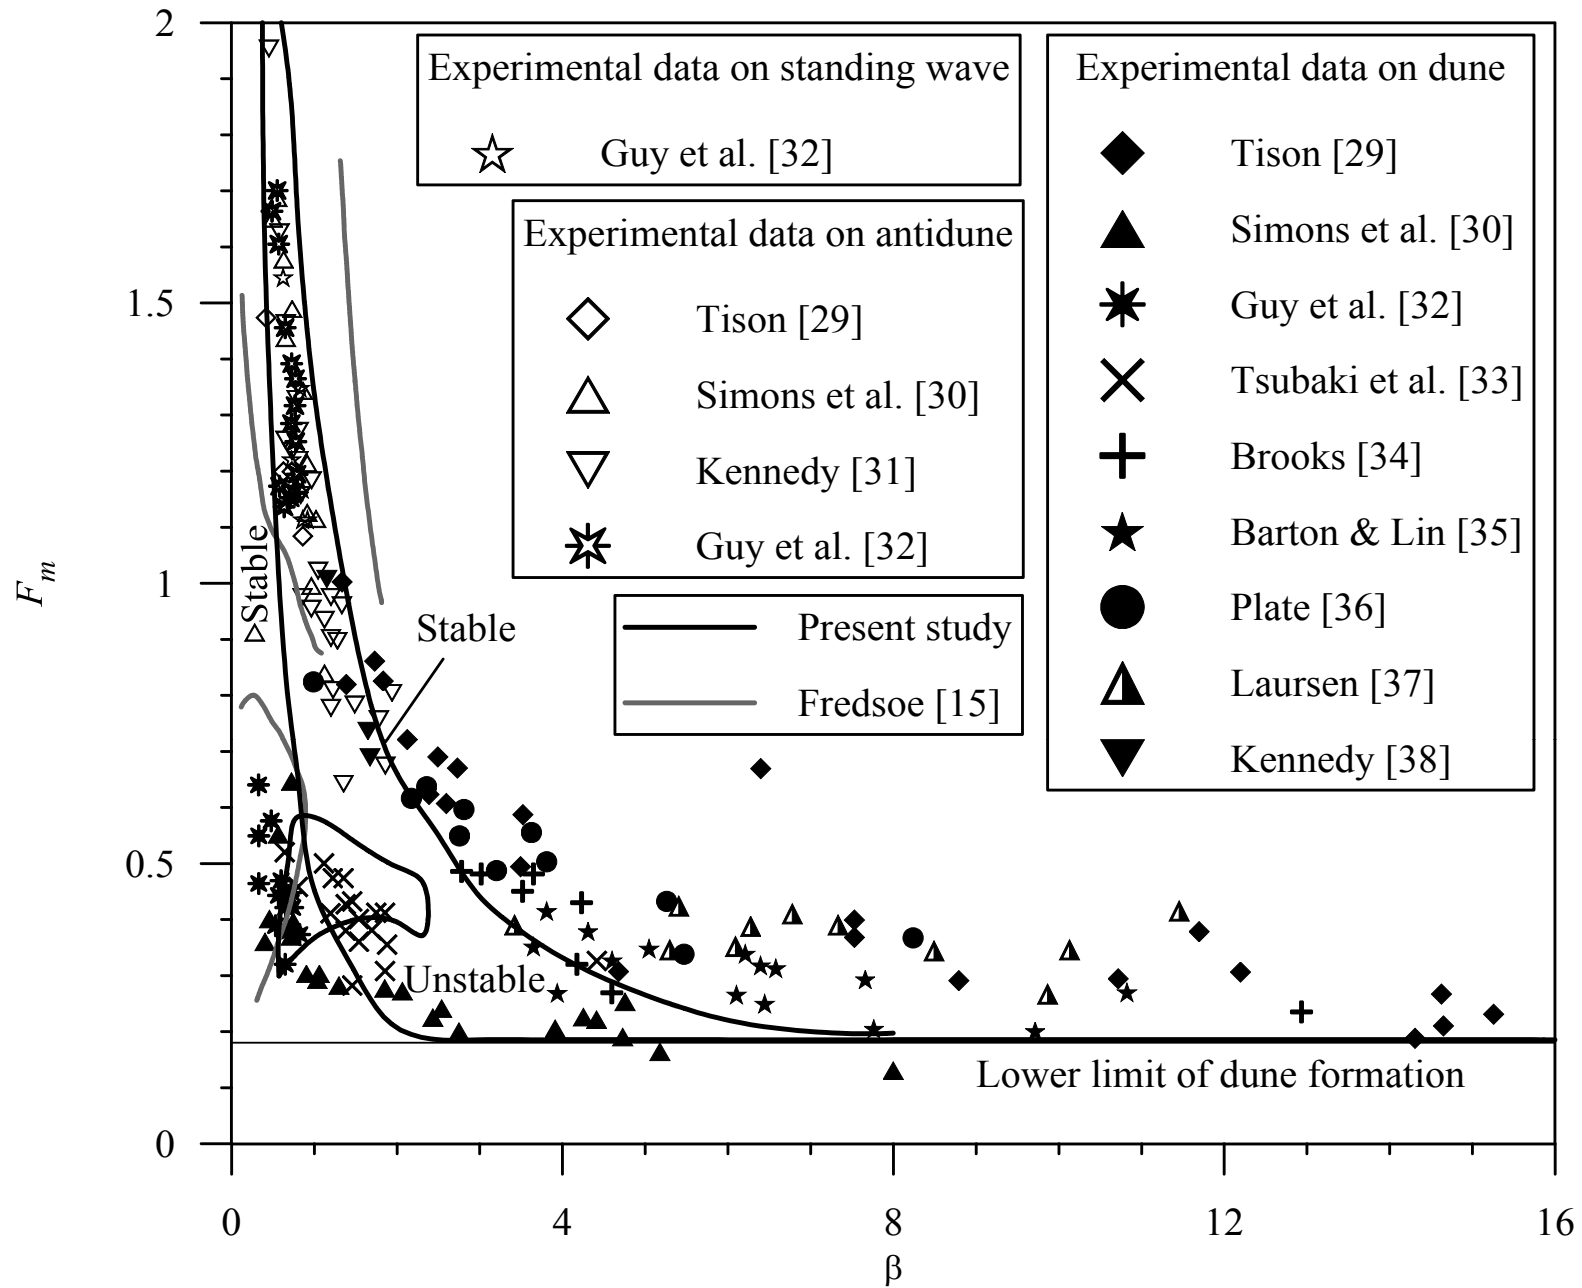 2
1.5
1
0.5
0
F_m
0
4
8
12
16
β
Experimental data on standing wave
Guy et al. [32]
Experimental data on antidune
Tison [29]
Simons et al. [30]
Kennedy [31]
Guy et al. [32]
Present study
Fredsoe [15]
Experimental data on dune
Tison [29]
Simons et al. [30]
Guy et al. [32]
Tsubaki et al. [33]
Brooks [34]
Barton & Lin [35]
Plate [36]
Laursen [37]
Kennedy [38]
Stable
Stable
Unstable
Lower limit of dune formation